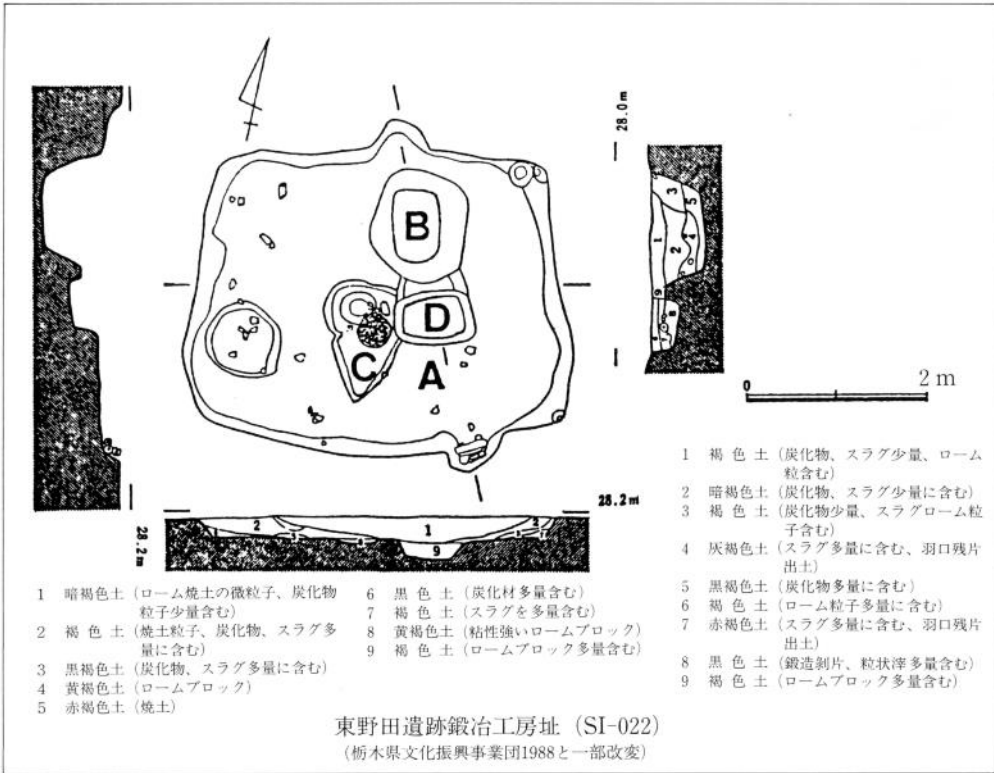 28.0m
B
D
C
A
0 2m
28.2m
28.2m
1
2
3
4
5
6
7
8
9
1 暗褐色土(ローム焼土の微粒子、炭化物
粒子少量含む)
2 褐色土(焼土粒子、炭化物、スラグ多
量に含む)
3 黒褐色土(炭化物、スラグ多量に含む)
4 黄褐色土(ロームブロック)
5 赤褐色土(焼土)
6 黒色土(炭化材多量含む)
7 褐色土(スラグを多量含む)
8 黄褐色土(粘性強いロームブロック)
9 褐色土(ロームブロック多量含む)
1 褐色土(炭化物、スラグ少量、ローム
粒含む)
2 暗褐色土(炭化物、スラグ少量に含む)
3 褐色土(炭化物少量、スラグローム粒
子含む)
4 灰褐色土(スラグ多量に含む、羽口残片
出土)
5 黒褐色土(炭化物多量に含む)
6 褐色土(ローム粒子多量に含む)
7 赤褐色土(スラグ多量に含む、羽口残片
出土)
8 黒色土(鍛造剝片、粒状滓多量含む)
9 褐色土(ロームブロック多量含む)
東野田遺跡鍛冶工房址 (SI-022)
(栃木県文化振興事業団1988と一部改変)